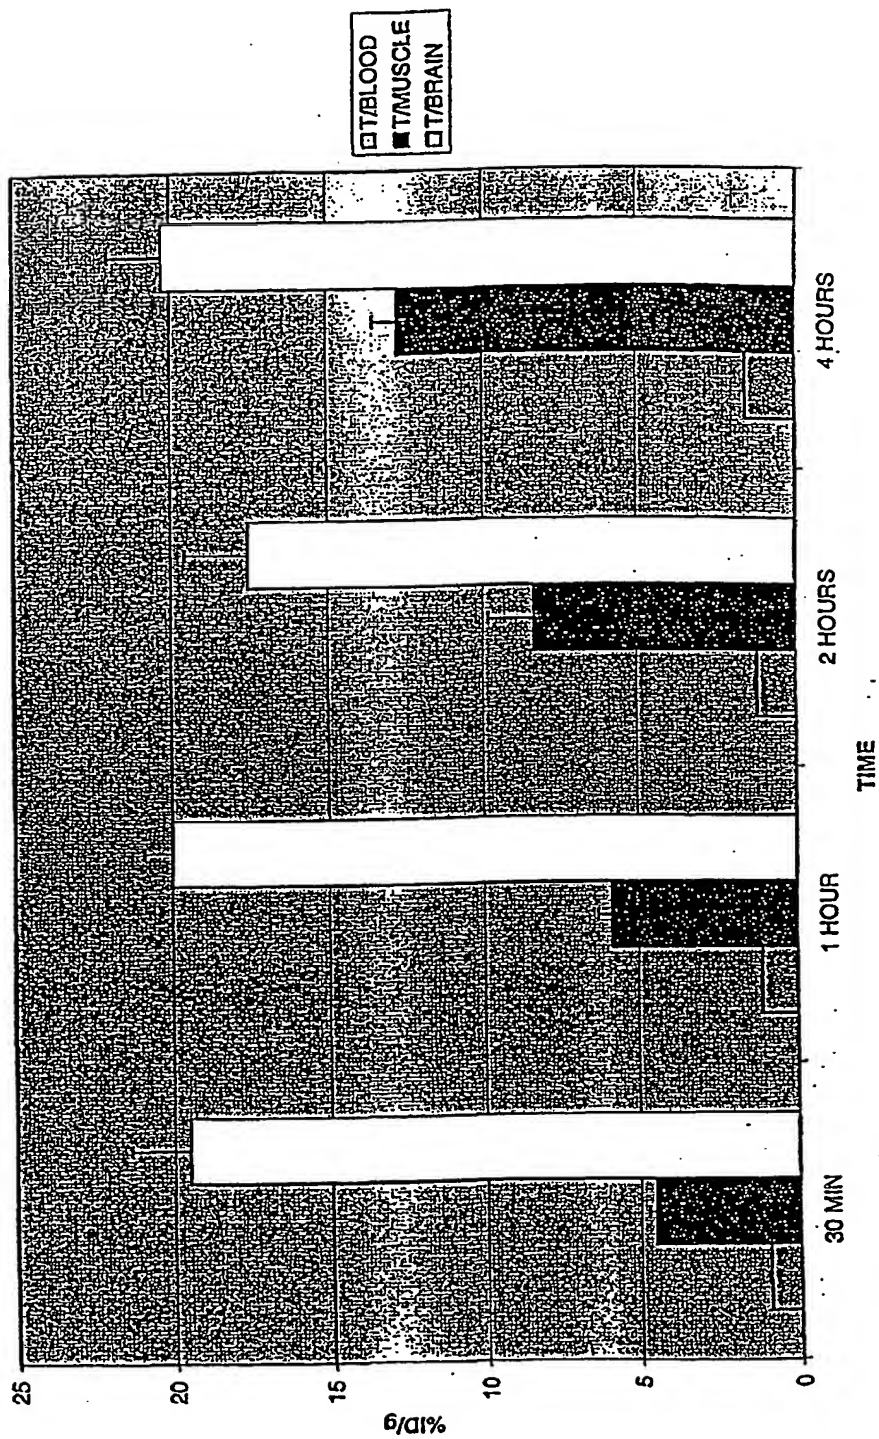 T/BLOOD
T/MUSCLE
T/BRAIN
%ID/g
25
20
15
10
5
0
30 MIN
1 HOUR
2 HOURS
4 HOURS
TIME